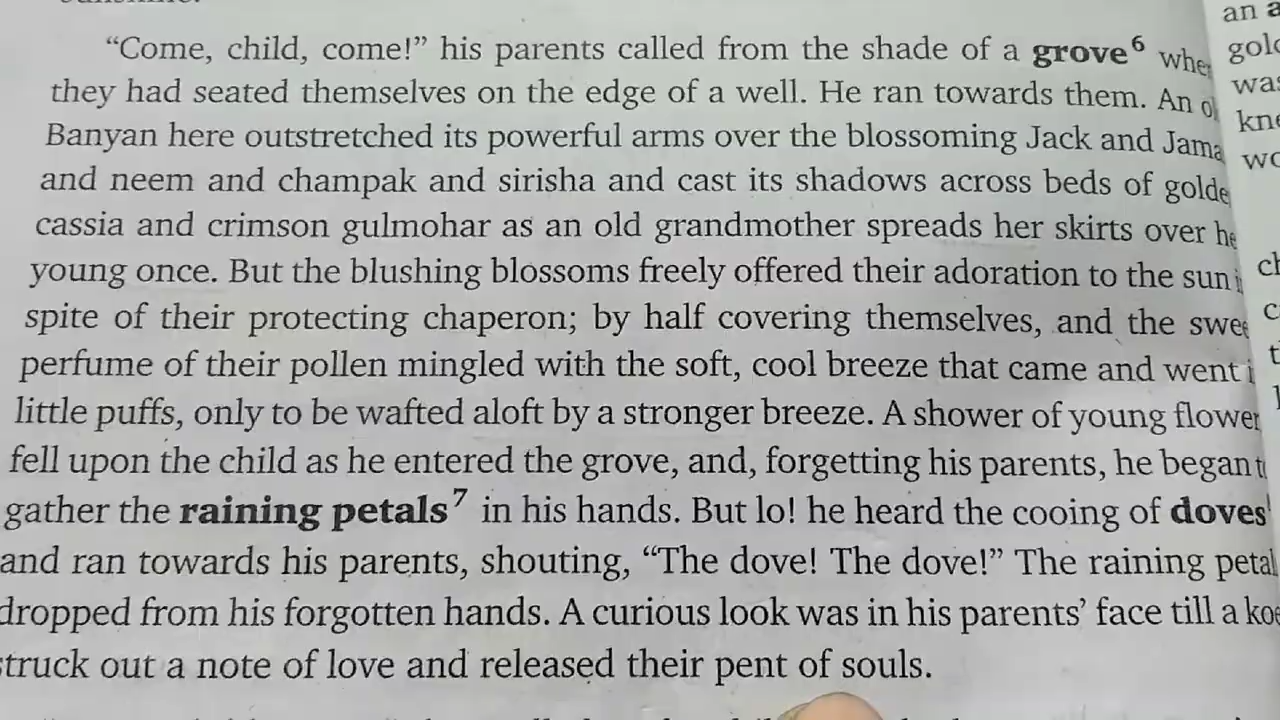 “Come, child, come!” his parents called from the shade of a grove⁶
they had seated themselves on the edge of a well. He ran towards them. An
Banyan here outstretched its powerful arms over the blossoming Jack and
and neem and champak and sirisha and cast its shadows across beds of
cassia and crimson gulmohar as an old grandmother spreads her skirts over
young once. But the blushing blossoms freely offered their adoration to the sun
spite of their protecting chaperon; by half covering themselves, and the
perfume of their pollen mingled with the soft, cool breeze that came and went
little puffs, only to be wafted aloft by a stronger breeze. A shower of young
fell upon the child as he entered the grove, and, forgetting his parents, he began
gather the raining petals⁷ in his hands. But lo! he heard the cooing of doves
and ran towards his parents, shouting, “The dove! The dove!” The raining
dropped from his forgotten hands. A curious look was in his parents’ face till a
struck out a note of love and released their pent of souls.
an